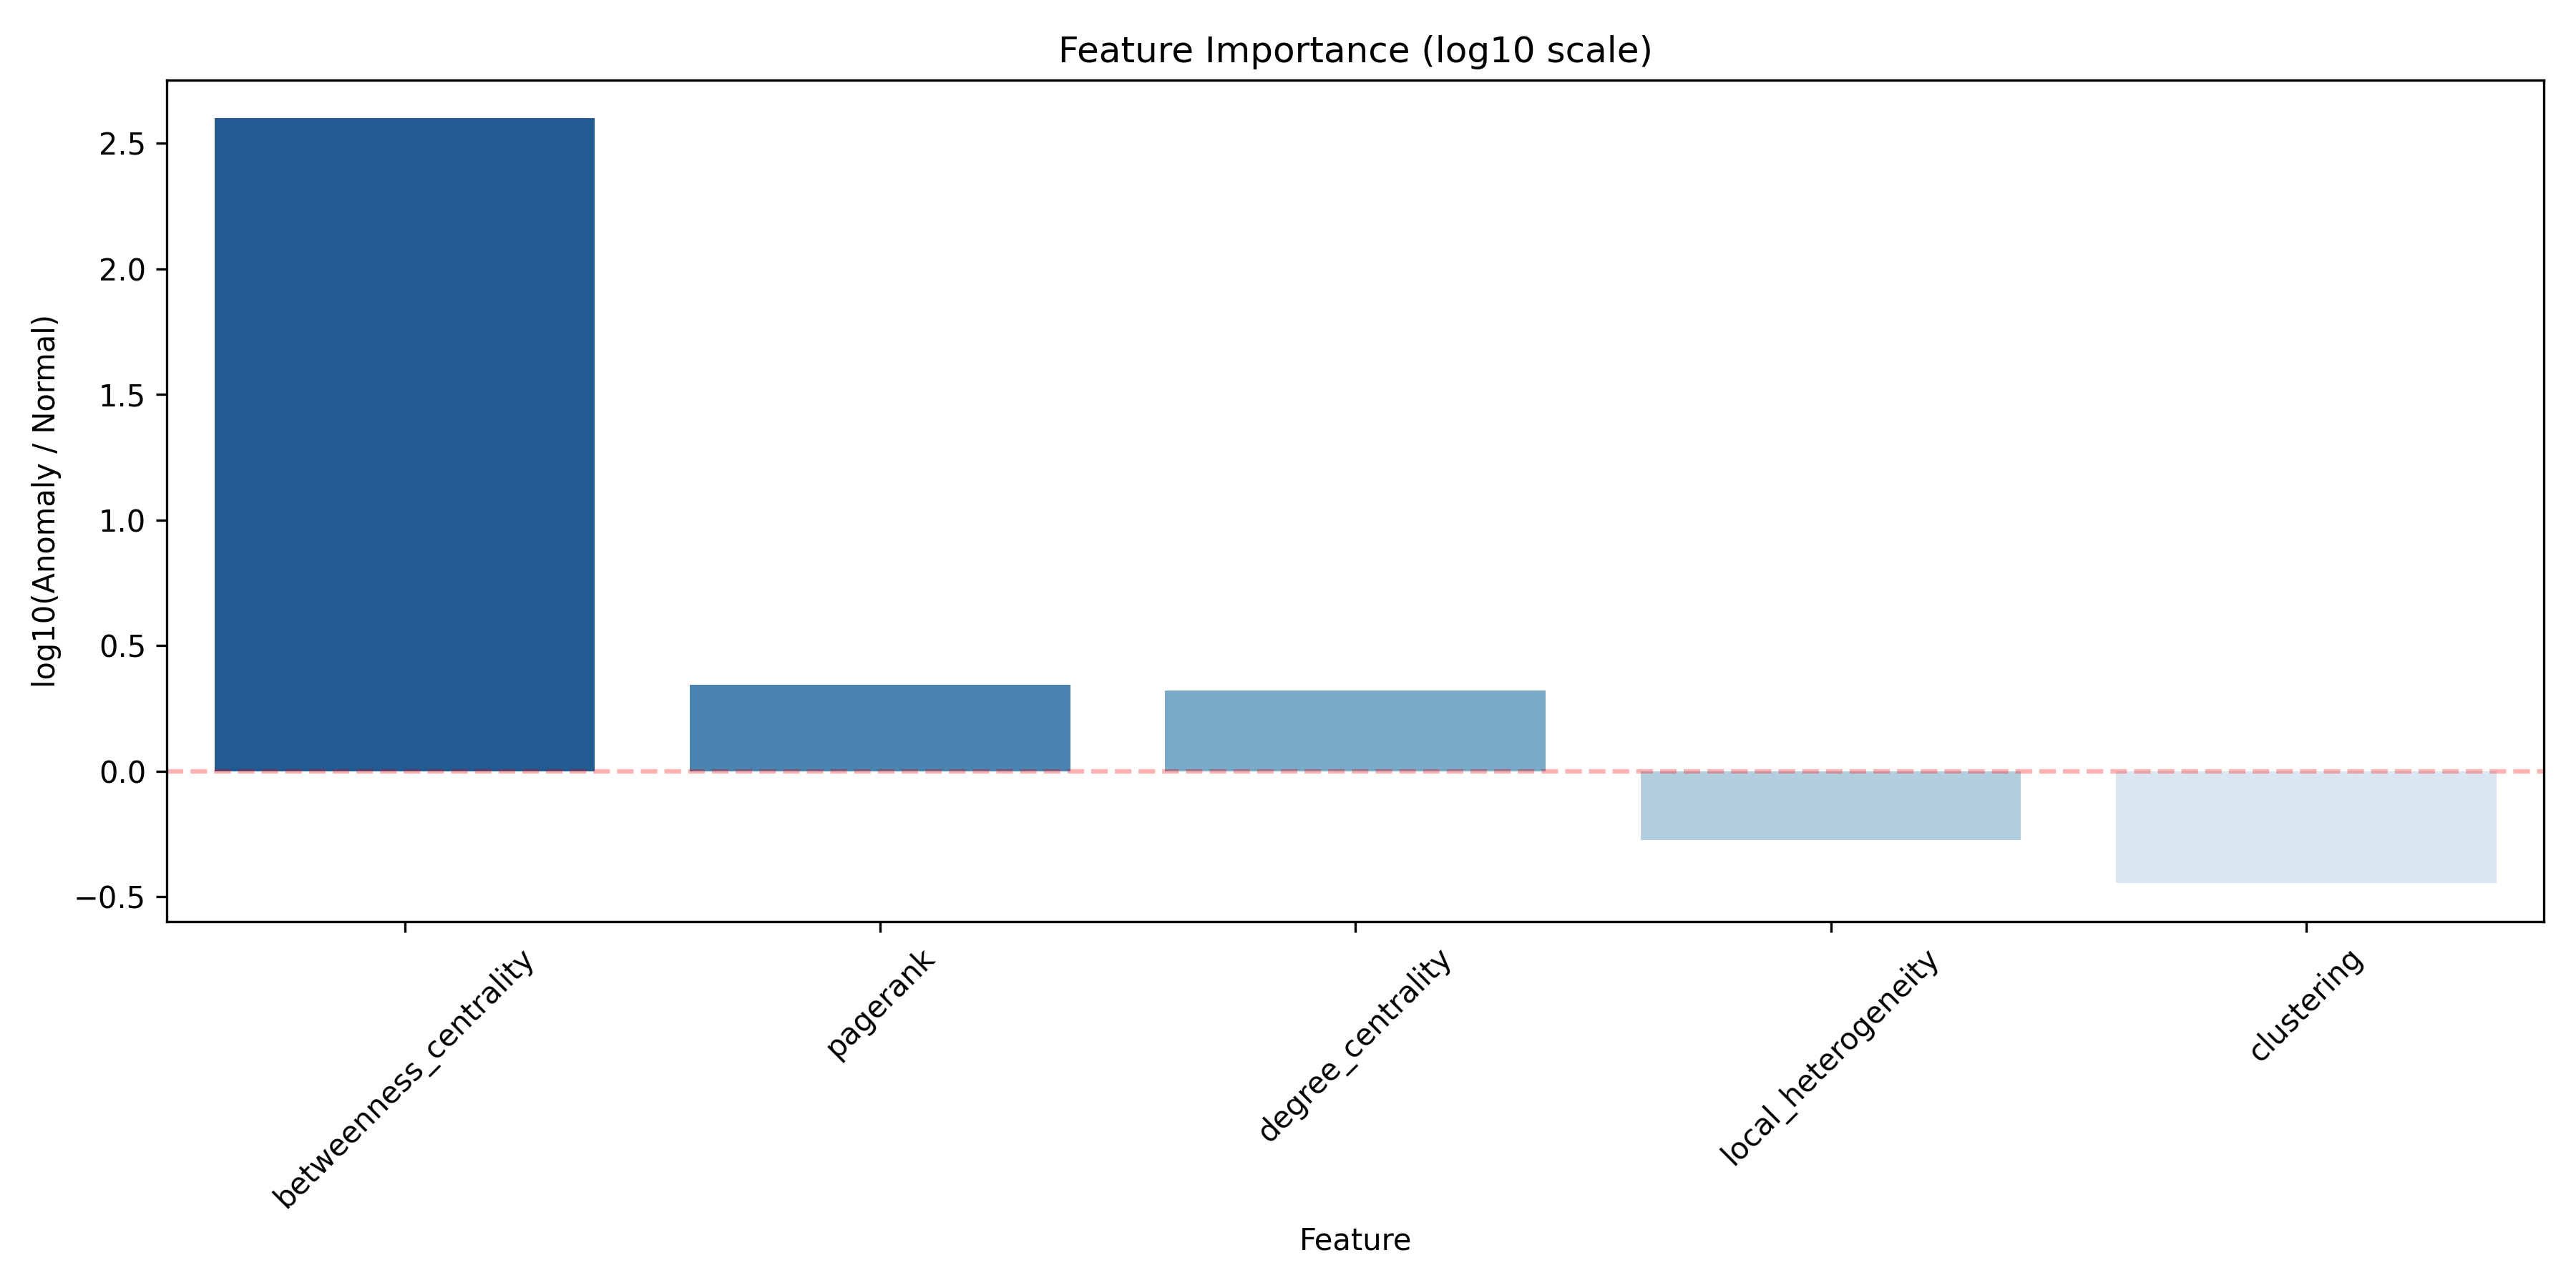 Feature Importance (log10 scale)
log10(Anomaly / Normal)
2.5
2.0
1.5
1.0
0.5
0.0
−0.5
betweenness_centrality
pagerank
degree_centrality
local_heterogeneity
clustering
Feature